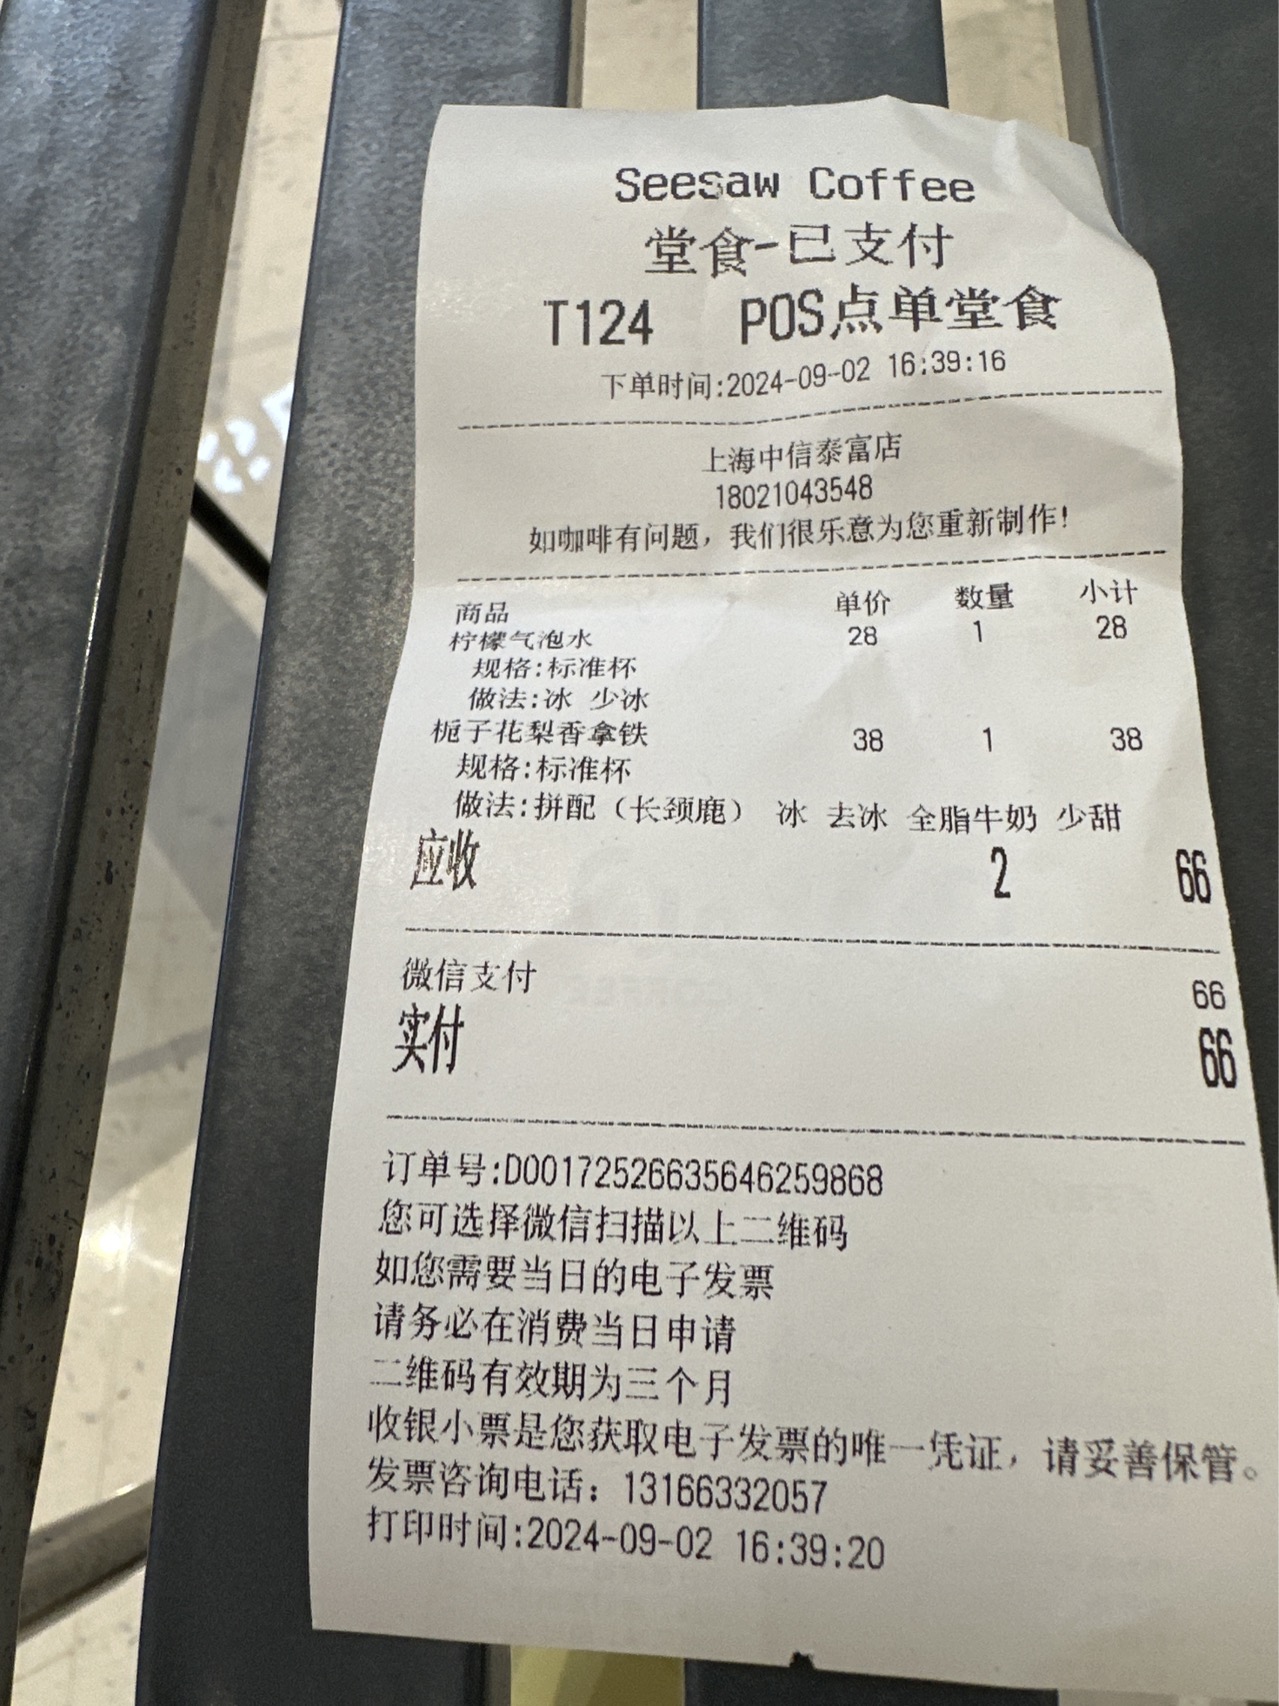 Seesaw Coffee
堂食-已支付
T124 POS点单堂食
下单时间:2024-09-02 16:39:16
上海中信泰富店
18021043548
如咖啡有问题，我们很乐意为您重新制作！
商品 单价 数量 小计
柠檬气泡水 28 1 28
规格:标准杯
做法:冰 少冰
栀子花梨香拿铁 38 1 38
规格:标准杯
做法:拼配（长颈鹿） 冰 去冰 全脂牛奶 少甜
应收 2 66
微信支付 66
实付 66
订单号:D001725266356462598​68
您可选择微信扫描以上二维码
如您需要当日的电子发票
请务必在消费当日申请
二维码有效期为三个月
收银小票是您获取电子发票的唯一凭证，请妥善保管。
发票咨询电话：13166332057
打印时间:2024-09-02 16:39:20